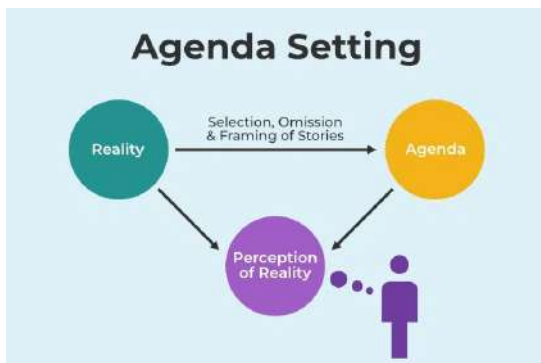 Agenda Setting
Selection, Omission
& Framing of Stories
Reality
Agenda
Perception
of Reality